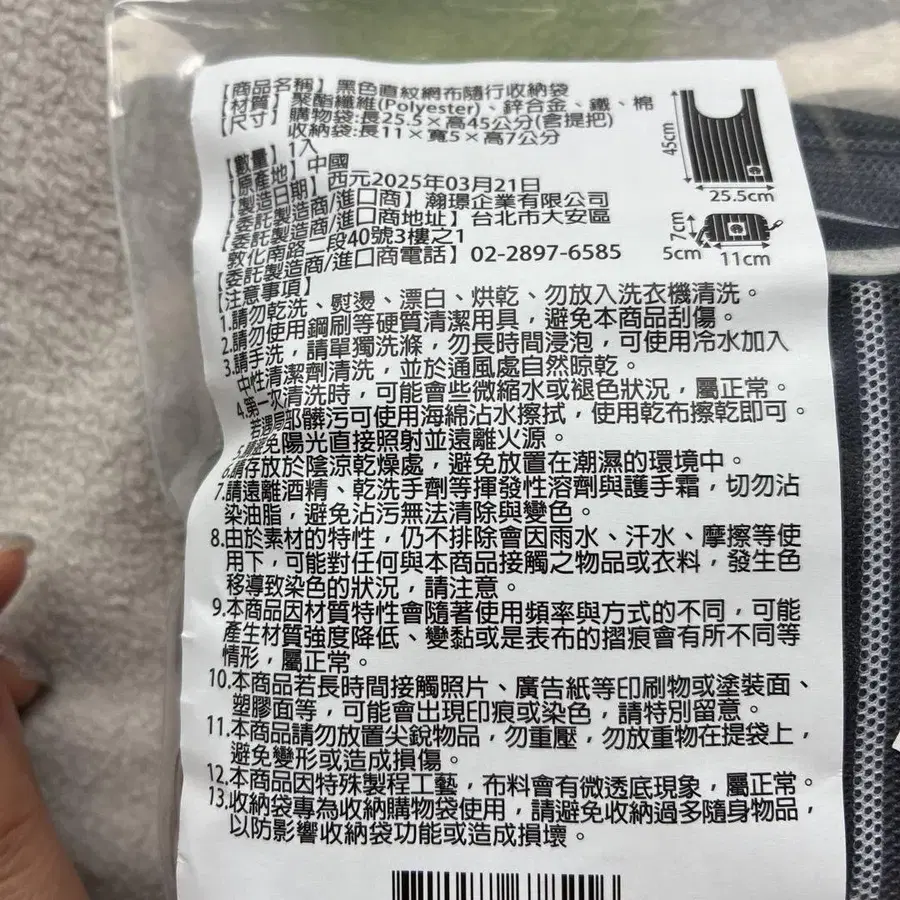 【商品名稱】黑色直紋網布隨行收納袋
【材質】聚酯纖維(Polyester)、鋅合金、鐵、棉
【尺寸】購物袋:長25.5×高45公分(含提把)
收納袋:長11×寬5×高7公分
【數量】1入
【原產地】中國
【製造日期】西元2025年03月21日
【委託製造商/進口商】瀚璟企業有限公司
【委託製造商/進口商地址】台北市大安區
敦化南路二段40號3樓之1
【委託製造商/進口商電話】02-2897-6585
【注意事項】
1.請勿乾洗、熨燙、漂白、烘乾、勿放入洗衣機清洗。
2.請勿使用鋼刷等硬質清潔用具，避免本商品刮傷。
3.請手洗，請單獨洗滌，勿長時間浸泡，可使用冷水加入
中性清潔劑清洗，並於通風處自然晾乾。
4.第一次清洗時，可能會些微縮水或褪色狀況，屬正常。
若遇局部髒污可使用海綿沾水擦拭，使用乾布擦乾即可。
5.請避免陽光直接照射並遠離火源。
6.請存放於陰涼乾燥處，避免放置在潮濕的環境中。
7.請遠離酒精、乾洗手劑等揮發性溶劑與護手霜，切勿沾
染油脂，避免沾污無法清除與變色。
8.由於素材的特性，仍不排除會因雨水、汗水、摩擦等使
用下，可能對任何與本商品接觸之物品或衣料，發生色
移導致染色的狀況，請注意。
9.本商品因材質特性會隨著使用頻率與方式的不同，可能
產生材質強度降低、變黏或是表布的摺痕會有所不同等
情形，屬正常。
10.本商品若長時間接觸照片、廣告紙等印刷物或塗裝面、
塑膠面等，可能會出現印痕或染色，請特別留意。
11.本商品請勿放置尖銳物品，勿重壓，勿放重物在提袋上，
避免變形或造成損傷。
12.本商品因特殊製程工藝，布料會有微透底現象，屬正常。
13.收納袋專為收納購物袋使用，請避免收納過多隨身物品，
以防影響收納袋功能或造成損壞。
45cm
25.5cm
7cm
5cm
11cm